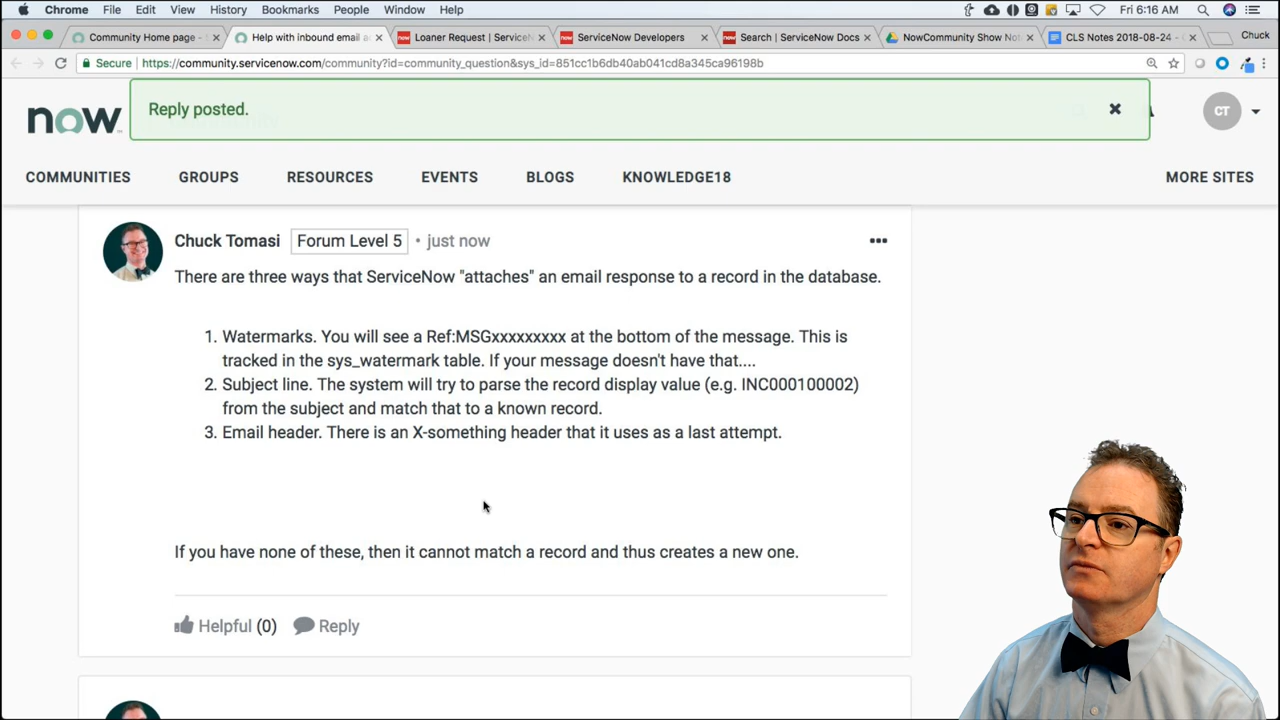 Chrome File Edit View History Bookmarks People Window Help Fri 6:16 AM
Community Home page - S Help with inbound email a Loaner Request | ServiceN ServiceNow Developers Search | ServiceNow Docs NowCommunity Show Not CLS Notes 2018-08-24 - G Chuck
Secure https://community.servicenow.com/community?id=community_question&sys_id=851cc1b6db40ab041cd8a345ca96198b
Reply posted.
now CT
COMMUNITIES GROUPS RESOURCES EVENTS BLOGS KNOWLEDGE18 MORE SITES
Chuck Tomasi Forum Level 5 • just now
There are three ways that ServiceNow "attaches" an email response to a record in the database.
1. Watermarks. You will see a Ref:MSGxxxxxxxxx at the bottom of the message. This is
tracked in the sys_watermark table. If your message doesn't have that....
2. Subject line. The system will try to parse the record display value (e.g. INC000100002)
from the subject and match that to a known record.
3. Email header. There is an X-something header that it uses as a last attempt.
If you have none of these, then it cannot match a record and thus creates a new one.
Helpful (0) Reply